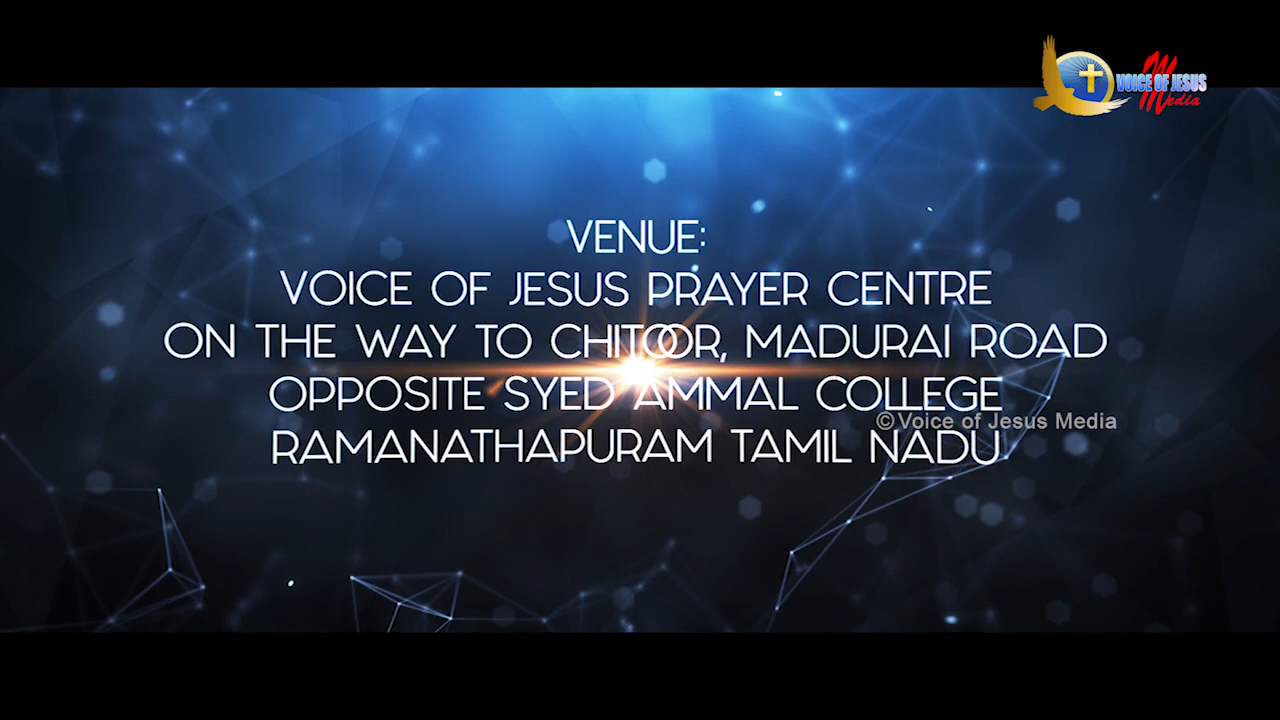 VOICE OF JESUS
Media
VENUE:
VOICE OF JESUS PRAYER CENTRE
ON THE WAY TO CHITOOR, MADURAI ROAD
OPPOSITE SYED AMMAL COLLEGE
©Voice of Jesus Media
RAMANATHAPURAM TAMIL NADU